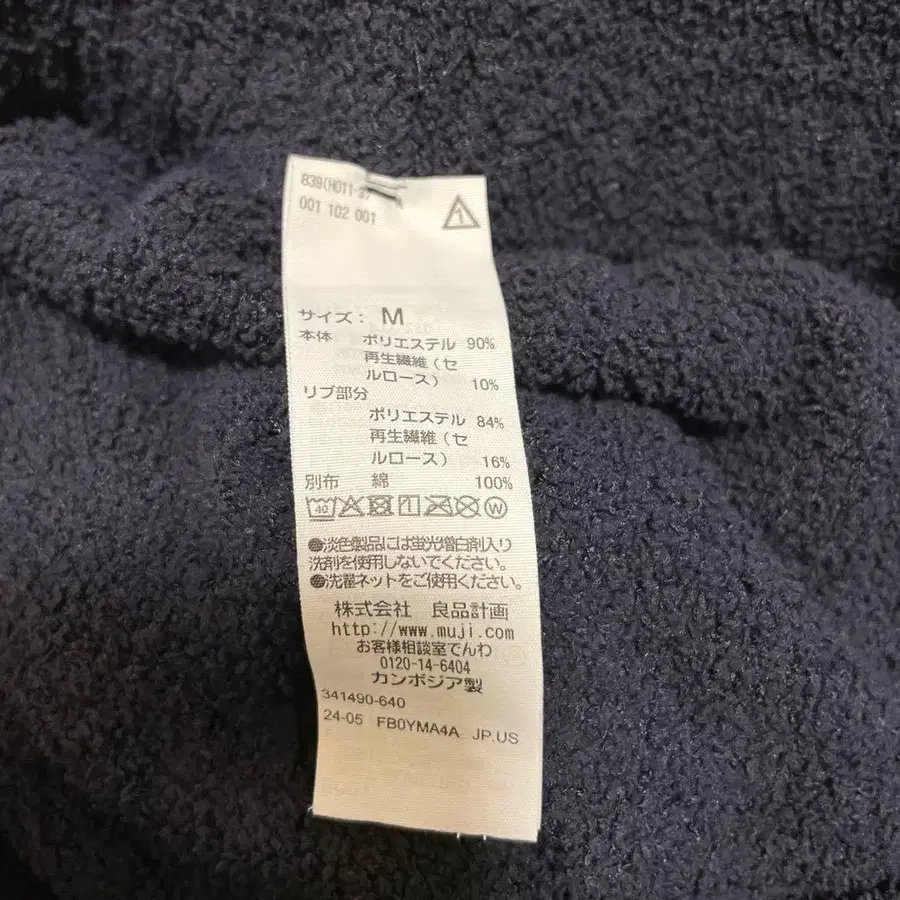 839(H011-37
001 102 001
1
サイズ： M
本体 ポリエステル 90%
再生繊維（セ
ルロース） 10%
リブ部分
ポリエステル 84%
再生繊維（セ
ルロース） 16%
別布 綿 100%
40 W
●淡色製品には蛍光増白剤入り
洗剤を使用しないでください。
●洗濯ネットをご使用ください。
株式会社 良品計画
http://www.muji.com
お客様相談室でんわ
0120-14-6404
カンボジア製
341490-640
24-05 FB0YMA4A JP.US